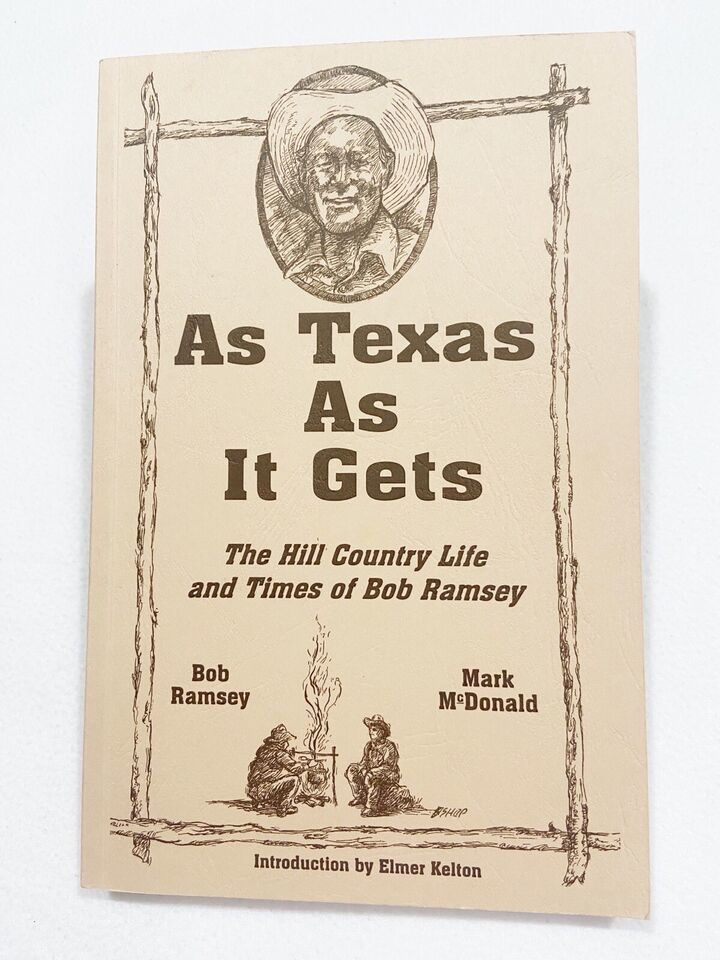 As Texas
As
It Gets
The Hill Country Life
and Times of Bob Ramsey
Bob
Ramsey
Mark
McDonald
Introduction by Elmer Kelton